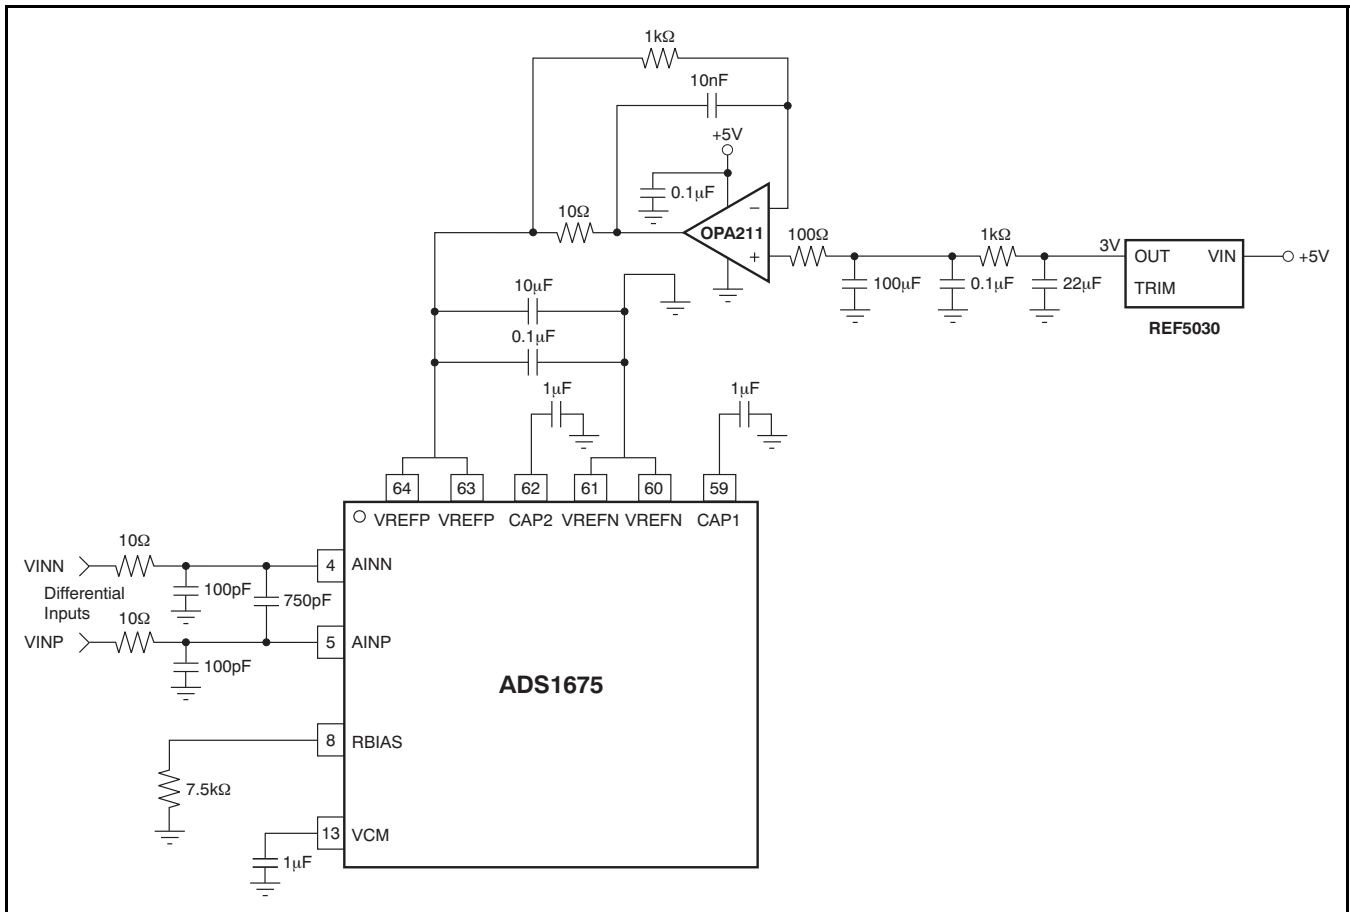 1kΩ
10nF
+5V
0.1µF
10Ω
OPA211
−
+
100Ω
100µF
0.1µF
1kΩ
22µF
3V
OUT VIN
TRIM
+5V
REF5030
10µF
0.1µF
1µF
1µF
64 63 62 61 60 59
VREFP VREFP CAP2 VREFN VREFN CAP1
VINN
10Ω
4 AINN
100pF
750pF
Differential
Inputs
VINP
10Ω
5 AINP
100pF
ADS1675
8 RBIAS
7.5kΩ
13 VCM
1µF